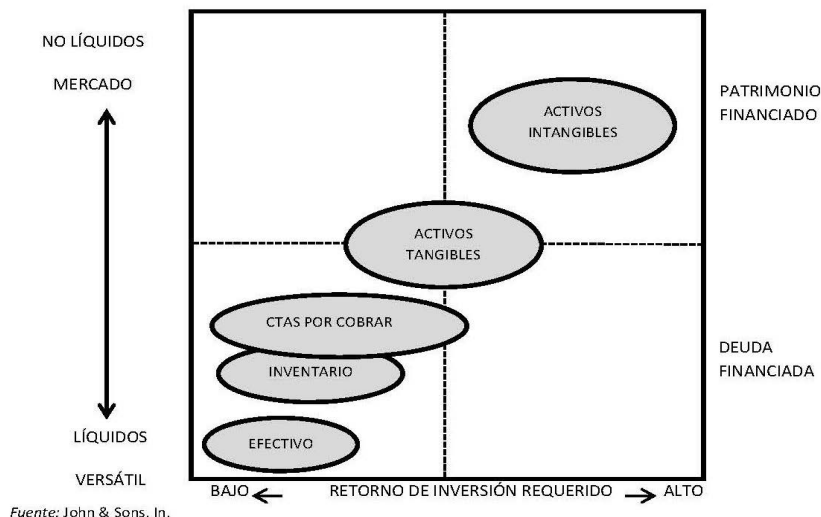 NO LÍQUIDOS
MERCADO
LÍQUIDOS
VERSÁTIL
ACTIVOS
INTANGIBLES
ACTIVOS
TANGIBLES
CTAS POR COBRAR
INVENTARIO
EFECTIVO
PATRIMONIO
FINANCIADO
DEUDA
FINANCIADA
BAJO RETORNO DE INVERSIÓN REQUERIDO ALTO
Fuente: John & Sons. In.